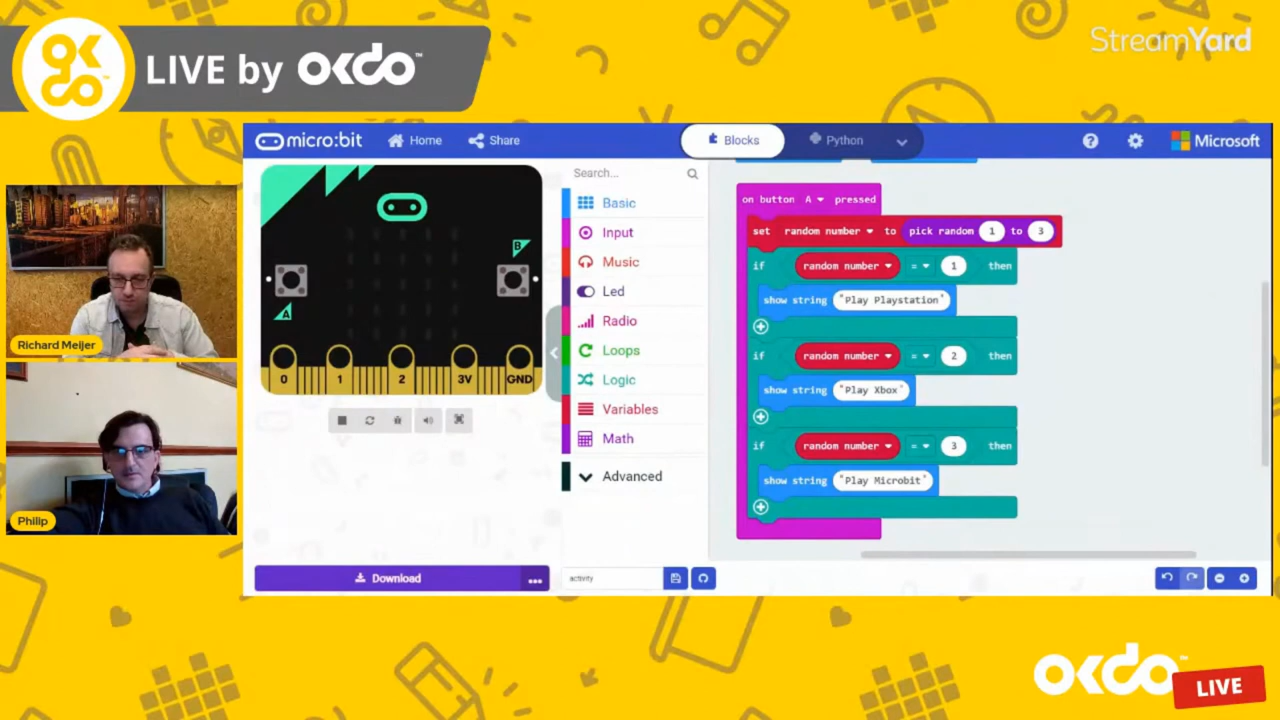 StreamYard
OKdo
LIVE by OKdo™
micro:bit
Home
Share
Blocks
Python
Microsoft
Search...
Basic
Input
Music
Led
Radio
Loops
Logic
Variables
Math
Advanced
A
B
0
1
2
3V
GND
on button A pressed
set random number to pick random 1 to 3
if random number = 1 then
show string "Play Playstation"
if random number = 2 then
show string "Play Xbox"
if random number = 3 then
show string "Play Microbit"
Richard Meijer
Philip
Download
activity
OKdo™
LIVE